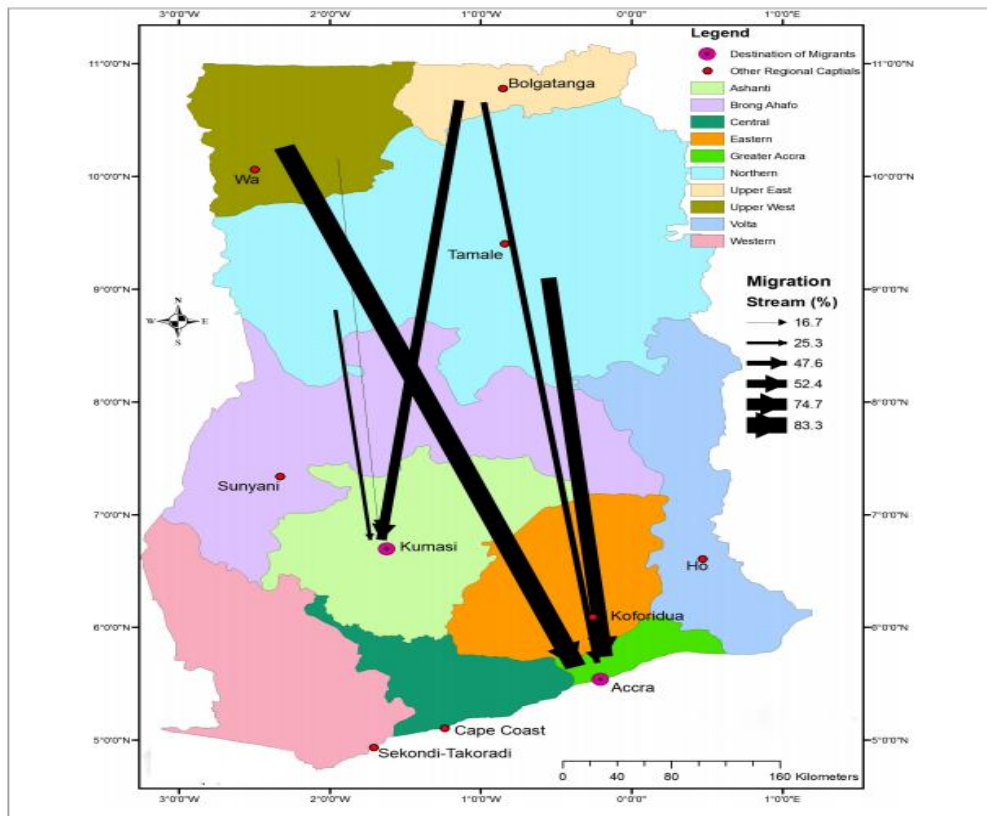 3°0'0"W 2°0'0"W 1°0'0"W 0°0'0"E 1°0'0"E
11°0'0"N 11°0'0"N
10°0'0"N 10°0'0"N
9°0'0"N 9°0'0"N
8°0'0"N 8°0'0"N
7°0'0"N 7°0'0"N
6°0'0"N 6°0'0"N
5°0'0"N 5°0'0"N
Bolgatanga
Wa
Tamale
Sunyani
Kumasi
Ho
Koforidua
Accra
Cape Coast
Sekondi-Takoradi
N
W E
S
Legend
Destination of Migrants
Other Regional Captials
Ashanti
Brong Ahafo
Central
Eastern
Greater Accra
Northern
Upper East
Upper West
Volta
Western
Migration
Stream (%)
16.7
25.3
47.6
52.4
74.7
83.3
0 20 40 80 120 160 Kilometers
3°0'0"W 2°0'0"W 1°0'0"W 0°0'0"E 1°0'0"E